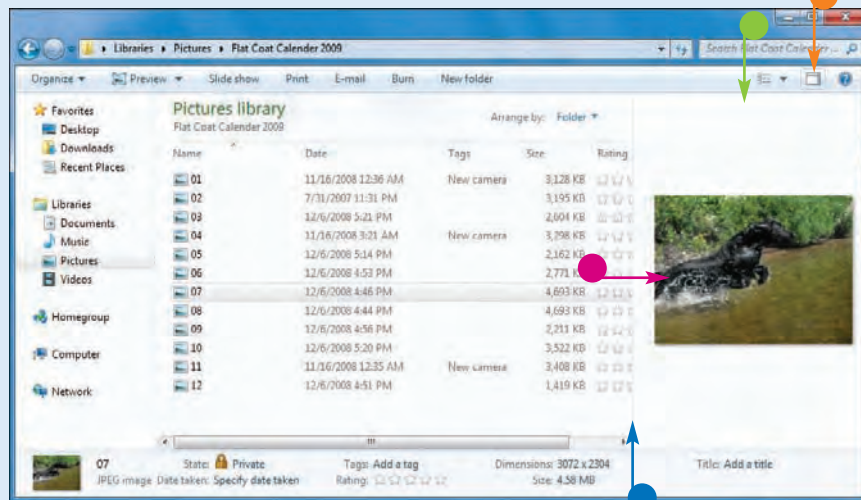 Libraries ▸ Pictures ▸ Flat Coat Calender 2009
Search Flat Coat Calender...
Organize Preview Slide show Print E-mail Burn New folder
Favorites
Desktop
Downloads
Recent Places
Libraries
Documents
Music
Pictures
Videos
Homegroup
Computer
Network
Pictures library
Flat Coat Calender 2009
Arrange by: Folder
Name Date Tags Size Rating
01 11/16/2008 12:36 AM New camera 3,128 KB
02 7/31/2007 11:31 PM 3,195 KB
03 12/6/2008 5:21 PM 2,604 KB
04 11/16/2008 3:21 AM New camera 3,298 KB
05 12/6/2008 5:14 PM 2,162 KB
06 12/6/2008 4:53 PM 2,771
07 12/6/2008 4:46 PM 4,693 KB
08 12/6/2008 4:44 PM 4,693 KB
09 12/6/2008 4:56 PM 2,211 KB
10 12/6/2008 5:20 PM 3,522 KB
11 11/16/2008 12:35 AM New camera 3,408 KB
12 12/6/2008 4:51 PM 1,419 KB
07 State: Private Tags: Add a tag Dimensions: 3072 x 2304 Title: Add a title
JPEG image Date taken: Specify date taken Rating: Size: 4.58 MB